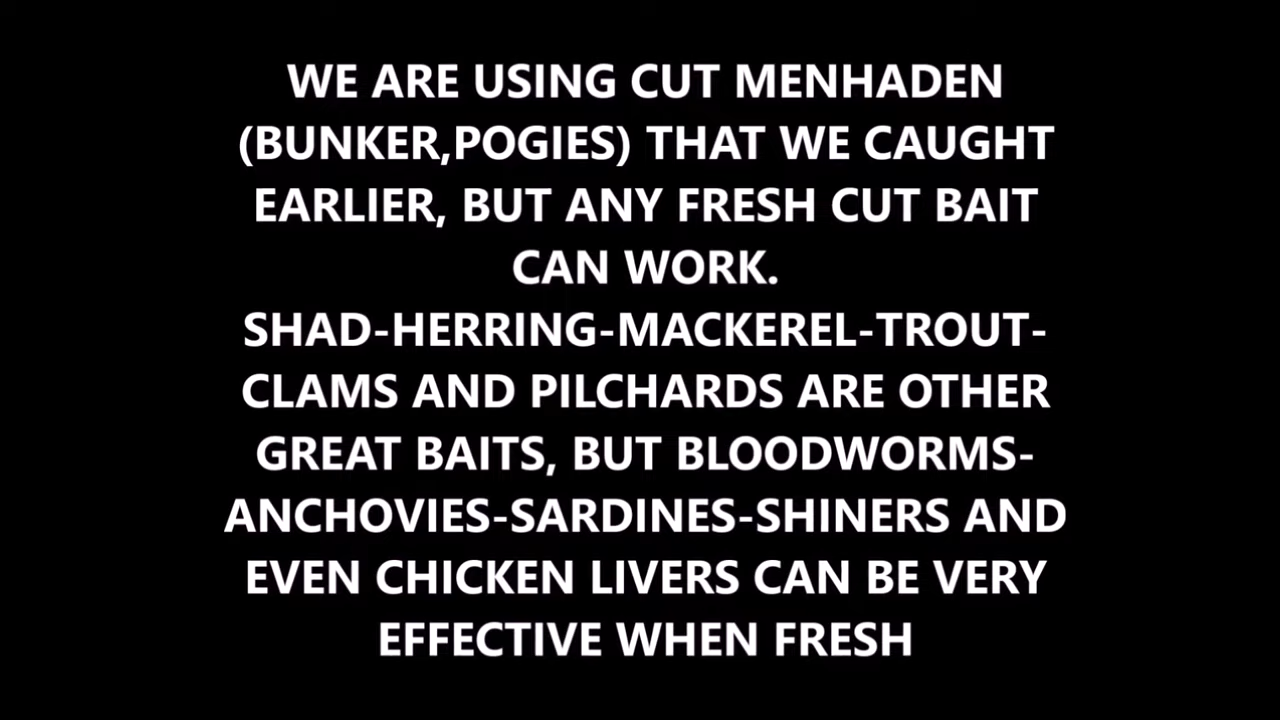 WE ARE USING CUT MENHADEN
(BUNKER,POGIES) THAT WE CAUGHT
EARLIER, BUT ANY FRESH CUT BAIT
CAN WORK.
SHAD-HERRING-MACKEREL-TROUT-
CLAMS AND PILCHARDS ARE OTHER
GREAT BAITS, BUT BLOODWORMS-
ANCHOVIES-SARDINES-SHINERS AND
EVEN CHICKEN LIVERS CAN BE VERY
EFFECTIVE WHEN FRESH